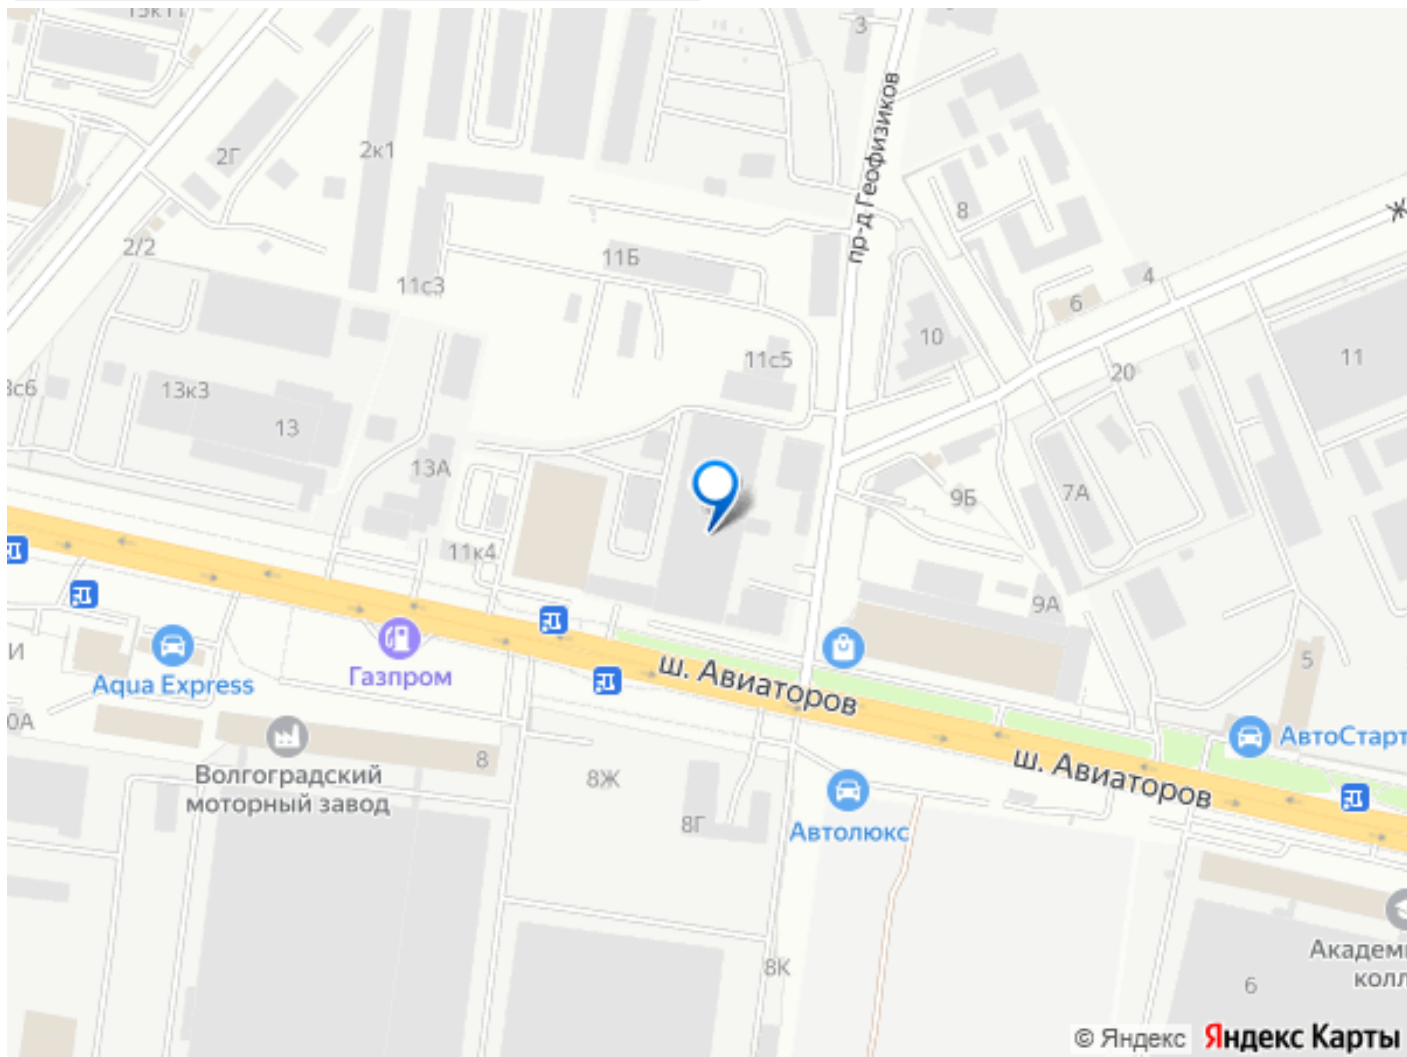 15к11
3
2Г
2к1
пр-д Геофизиков
8
2/2
11Б
4
11с3
6
10
11
11с5
20
13к3
13
13А
7А
9Б
11к4
9А
5
И
Aqua Express
Газпром
ш. Авиаторов
0А
АвтоСтарт
Волгоградский
моторный завод
8
8Ж
ш. Авиаторов
8Г
Автолюкс
8К
6
© Яндекс Яндекс Карты